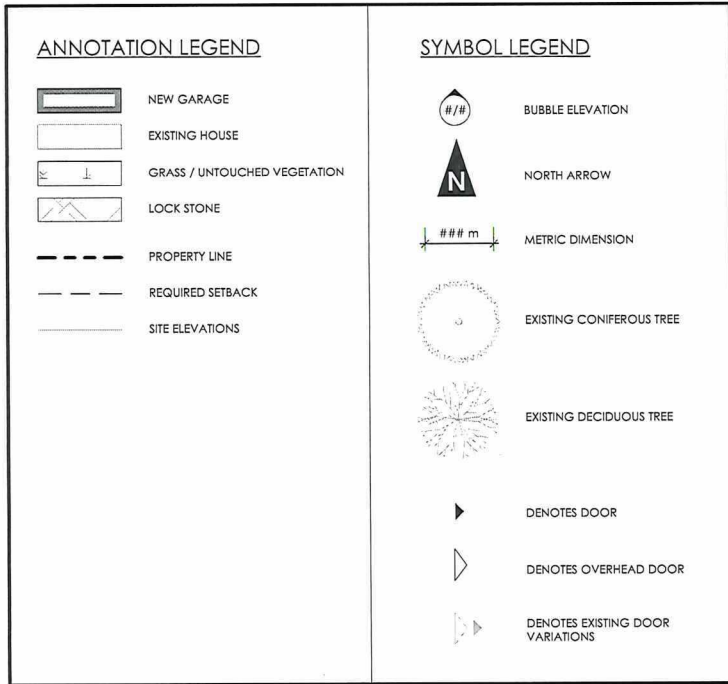 ANNOTATION LEGEND
NEW GARAGE
EXISTING HOUSE
GRASS / UNTOUCHED VEGETATION
LOCK STONE
PROPERTY LINE
REQUIRED SETBACK
SITE ELEVATIONS
SYMBOL LEGEND
#/#
BUBBLE ELEVATION
N
NORTH ARROW
### m
METRIC DIMENSION
EXISTING CONIFEROUS TREE
EXISTING DECIDUOUS TREE
DENOTES DOOR
DENOTES OVERHEAD DOOR
DENOTES EXISTING DOOR
VARIATIONS